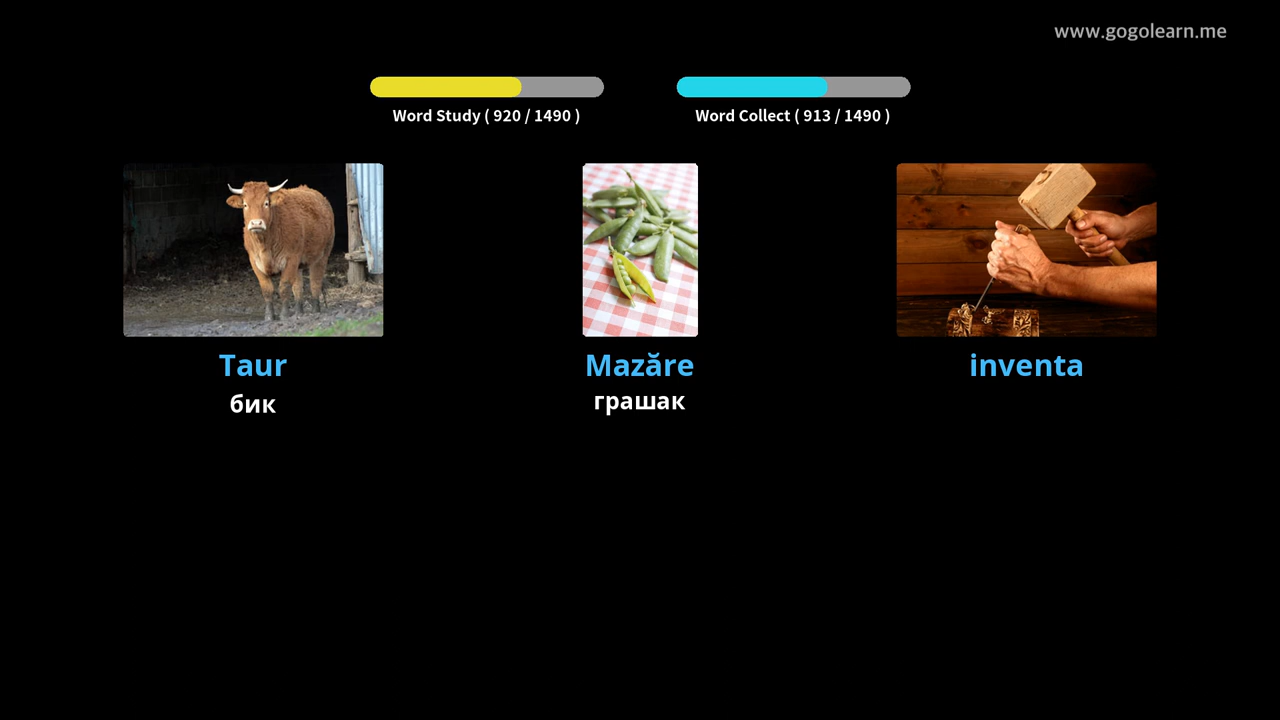 www.gogolearn.me
Word Study ( 920 / 1490 )
Word Collect ( 913 / 1490 )
Taur
Mazăre
inventa
бик
грашак